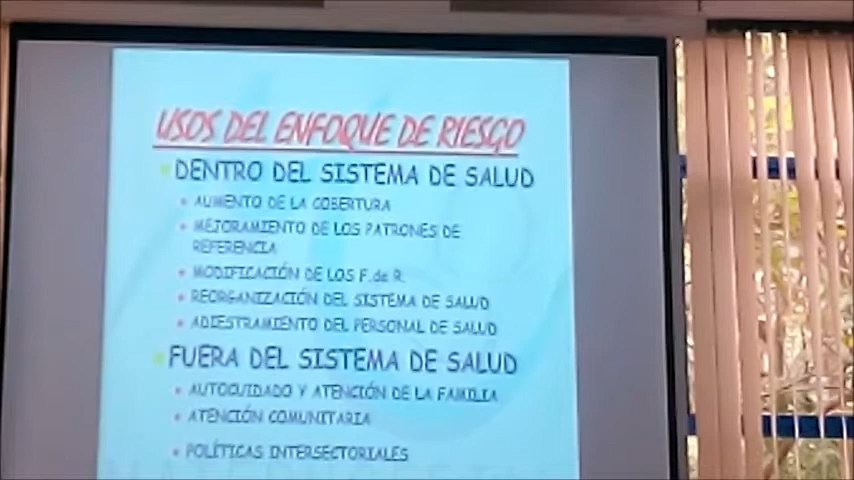 USOS DEL ENFOQUE DE RIESGO
DENTRO DEL SISTEMA DE SALUD
AUMENTO DE LA COBERTURA
MEJORAMIENTO DE LOS PATRONES DE
REFERENCIA
MODIFICACIÓN DE LOS F. de R.
REORGANIZACIÓN DEL SISTEMA DE SALUD
ADIESTRAMIENTO DEL PERSONAL DE SALUD
FUERA DEL SISTEMA DE SALUD
AUTOCUIDADO Y ATENCIÓN DE LA FAMILIA
ATENCIÓN COMUNITARIA
POLÍTICAS INTERSECTORIALES